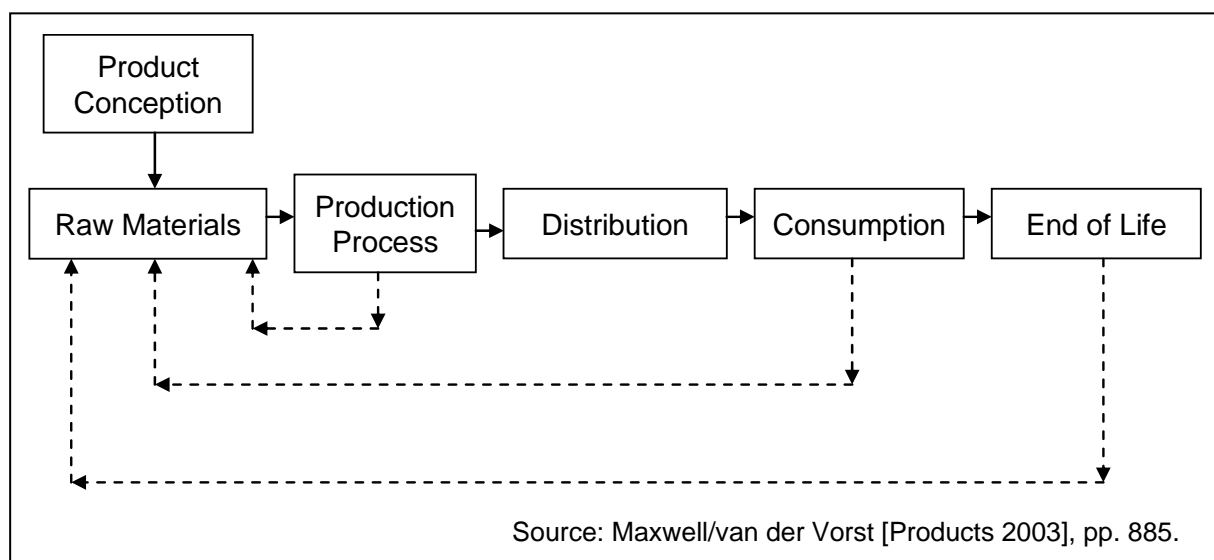 Product
Conception
Raw Materials
Production
Process
Distribution
Consumption
End of Life
Source: Maxwell/van der Vorst [Products 2003], pp. 885.